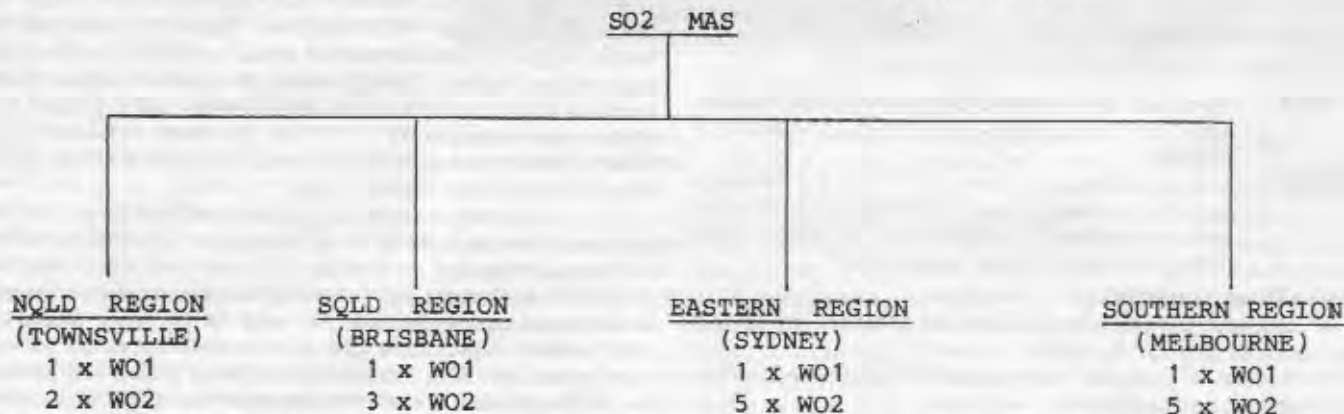 SO2 MAS
NQLD REGION
(TOWNSVILLE)
1 x WO1
2 x WO2
SQLD REGION
(BRISBANE)
1 x WO1
3 x WO2
EASTERN REGION
(SYDNEY)
1 x WO1
5 x WO2
SOUTHERN REGION
(MELBOURNE)
1 x WO1
5 x WO2